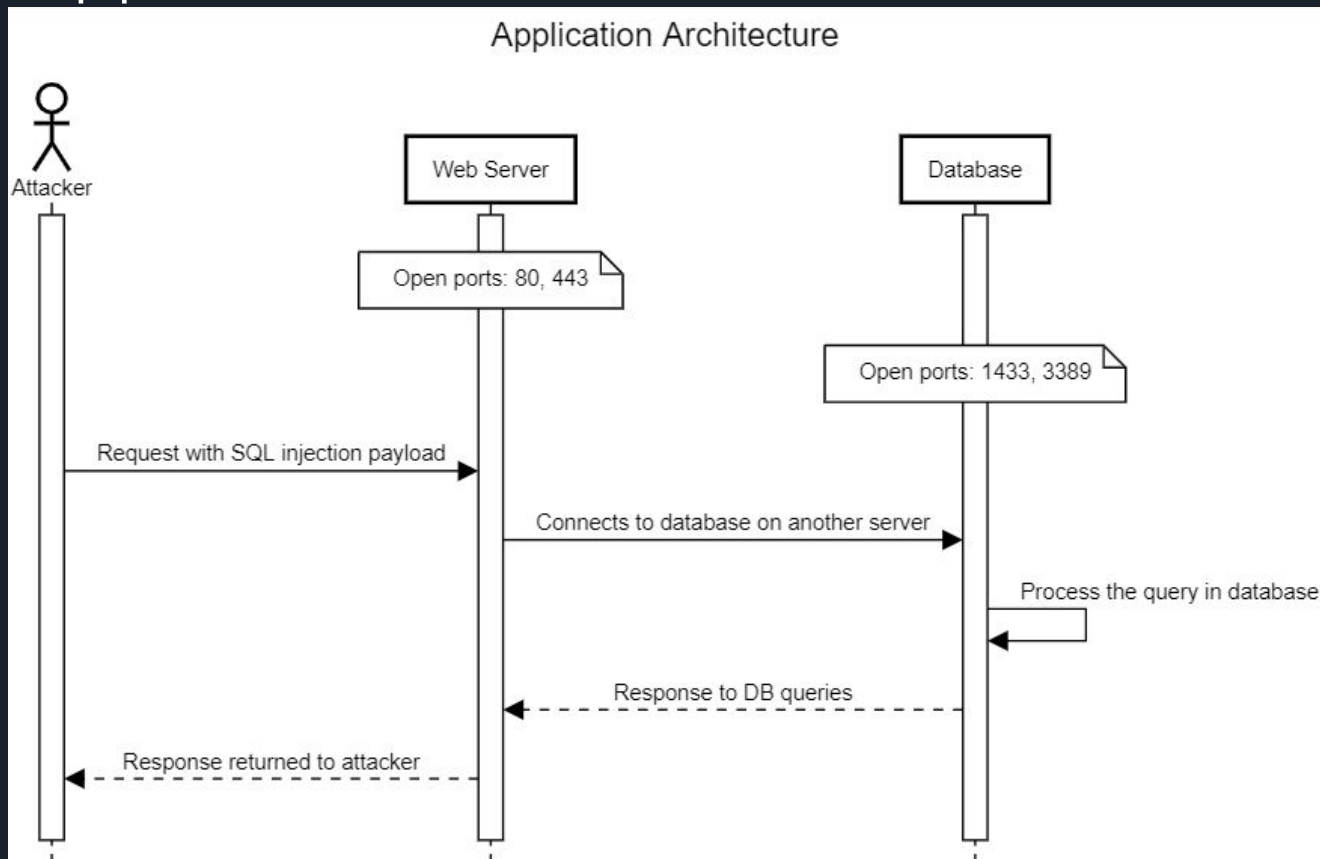 Application Architecture
Attacker
Web Server
Database
Open ports: 80, 443
Open ports: 1433, 3389
Request with SQL injection payload
Connects to database on another server
Process the query in database
Response to DB queries
Response returned to attacker